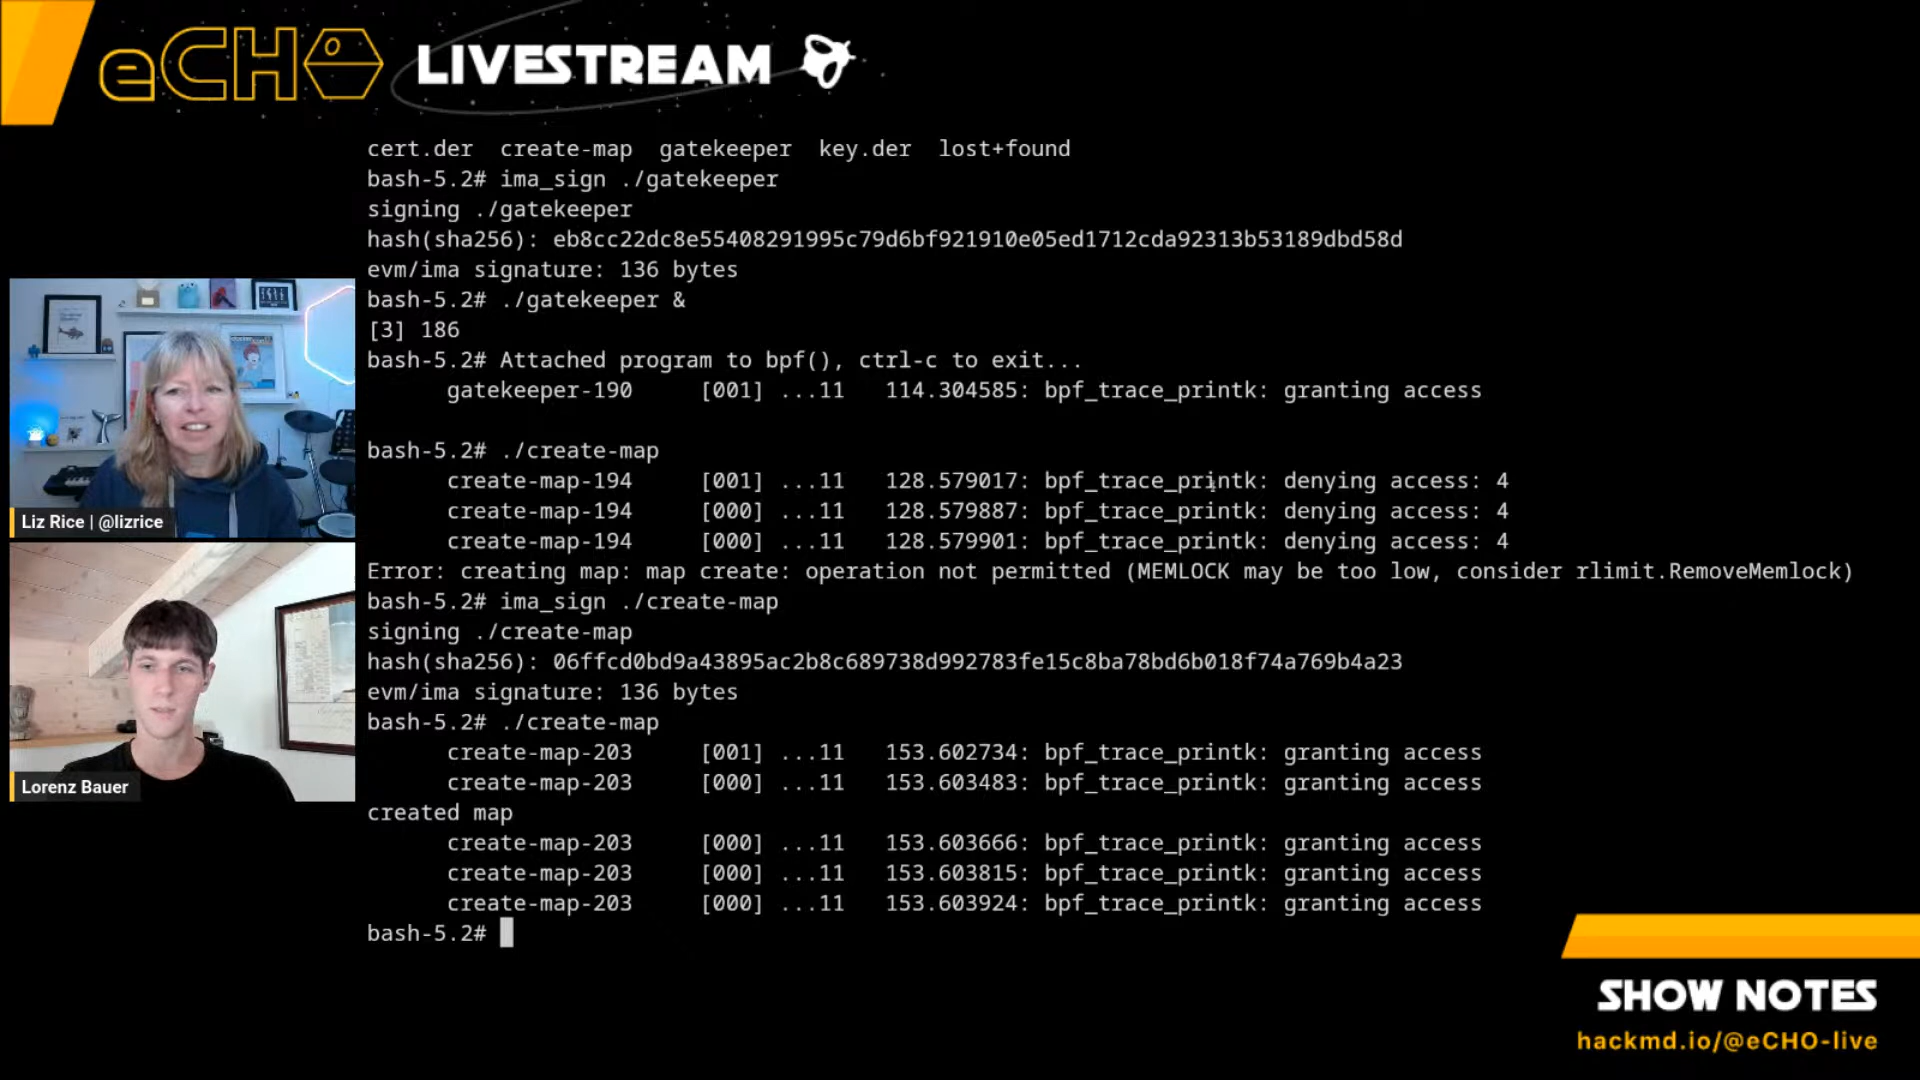 eCHO LIVESTREAM
cert.der  create-map  gatekeeper  key.der  lost+found
bash-5.2# ima_sign ./gatekeeper
signing ./gatekeeper
hash(sha256): eb8cc22dc8e55408291995c79d6bf921910e05ed1712cda92313b53189dbd58d
evm/ima signature: 136 bytes
bash-5.2# ./gatekeeper &
[3] 186
bash-5.2# Attached program to bpf(), ctrl-c to exit...
gatekeeper-190     [001] ...11   114.304585: bpf_trace_printk: granting access
bash-5.2# ./create-map
create-map-194     [001] ...11   128.579017: bpf_trace_printk: denying access: 4
create-map-194     [000] ...11   128.579887: bpf_trace_printk: denying access: 4
create-map-194     [000] ...11   128.579901: bpf_trace_printk: denying access: 4
Error: creating map: map create: operation not permitted (MEMLOCK may be too low, consider rlimit.RemoveMemlock)
bash-5.2# ima_sign ./create-map
signing ./create-map
hash(sha256): 06ffcd0bd9a43895ac2b8c689738d992783fe15c8ba78bd6b018f74a769b4a23
evm/ima signature: 136 bytes
bash-5.2# ./create-map
create-map-203     [001] ...11   153.602734: bpf_trace_printk: granting access
create-map-203     [000] ...11   153.603483: bpf_trace_printk: granting access
created map
create-map-203     [000] ...11   153.603666: bpf_trace_printk: granting access
create-map-203     [000] ...11   153.603815: bpf_trace_printk: granting access
create-map-203     [000] ...11   153.603924: bpf_trace_printk: granting access
bash-5.2#
Liz Rice | @lizrice
Lorenz Bauer
SHOW NOTES
hackmd.io/@eCHO-live